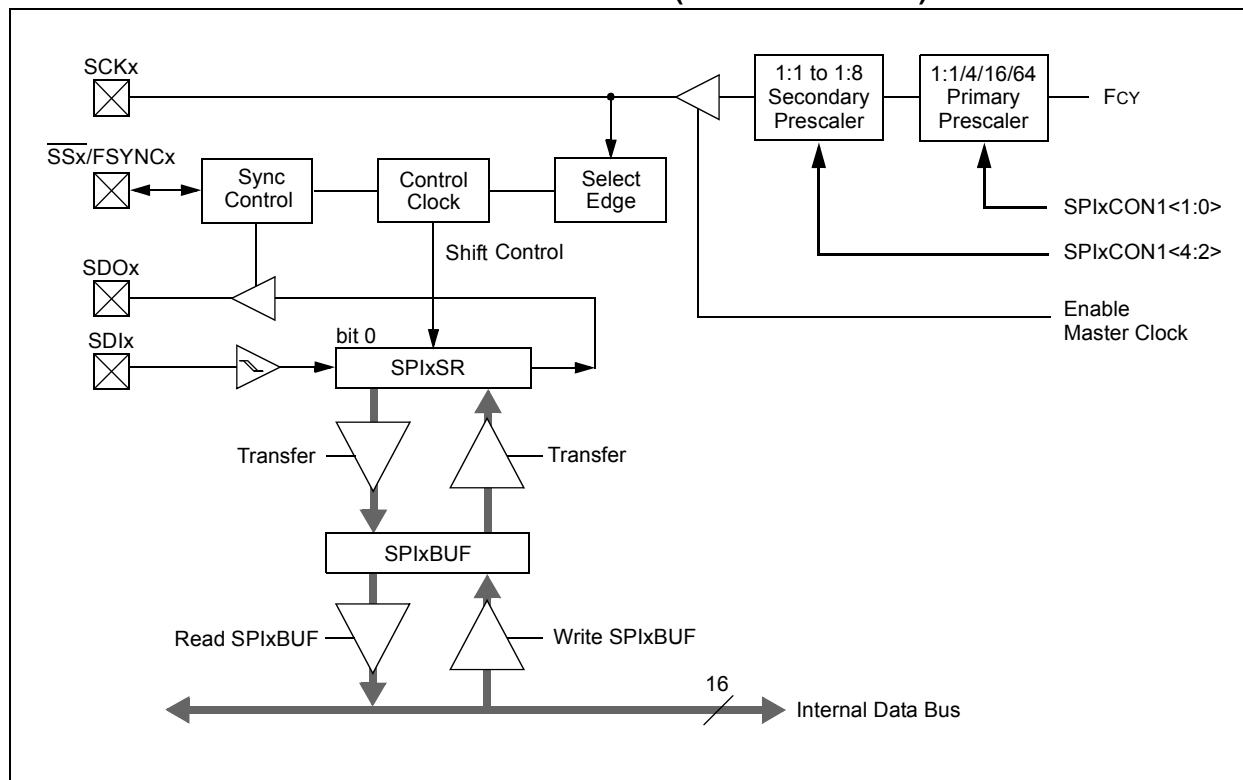 SCKx
SSx/FSYNCx
SDOx
SDIx
Sync
Control
Control
Clock
Select
Edge
1:1 to 1:8
Secondary
Prescaler
1:1/4/16/64
Primary
Prescaler
FCY
SPIxCON1<1:0>
SPIxCON1<4:2>
Enable
Master Clock
Shift Control
bit 0
SPIxSR
Transfer
Transfer
SPIxBUF
Read SPIxBUF
Write SPIxBUF
16
Internal Data Bus